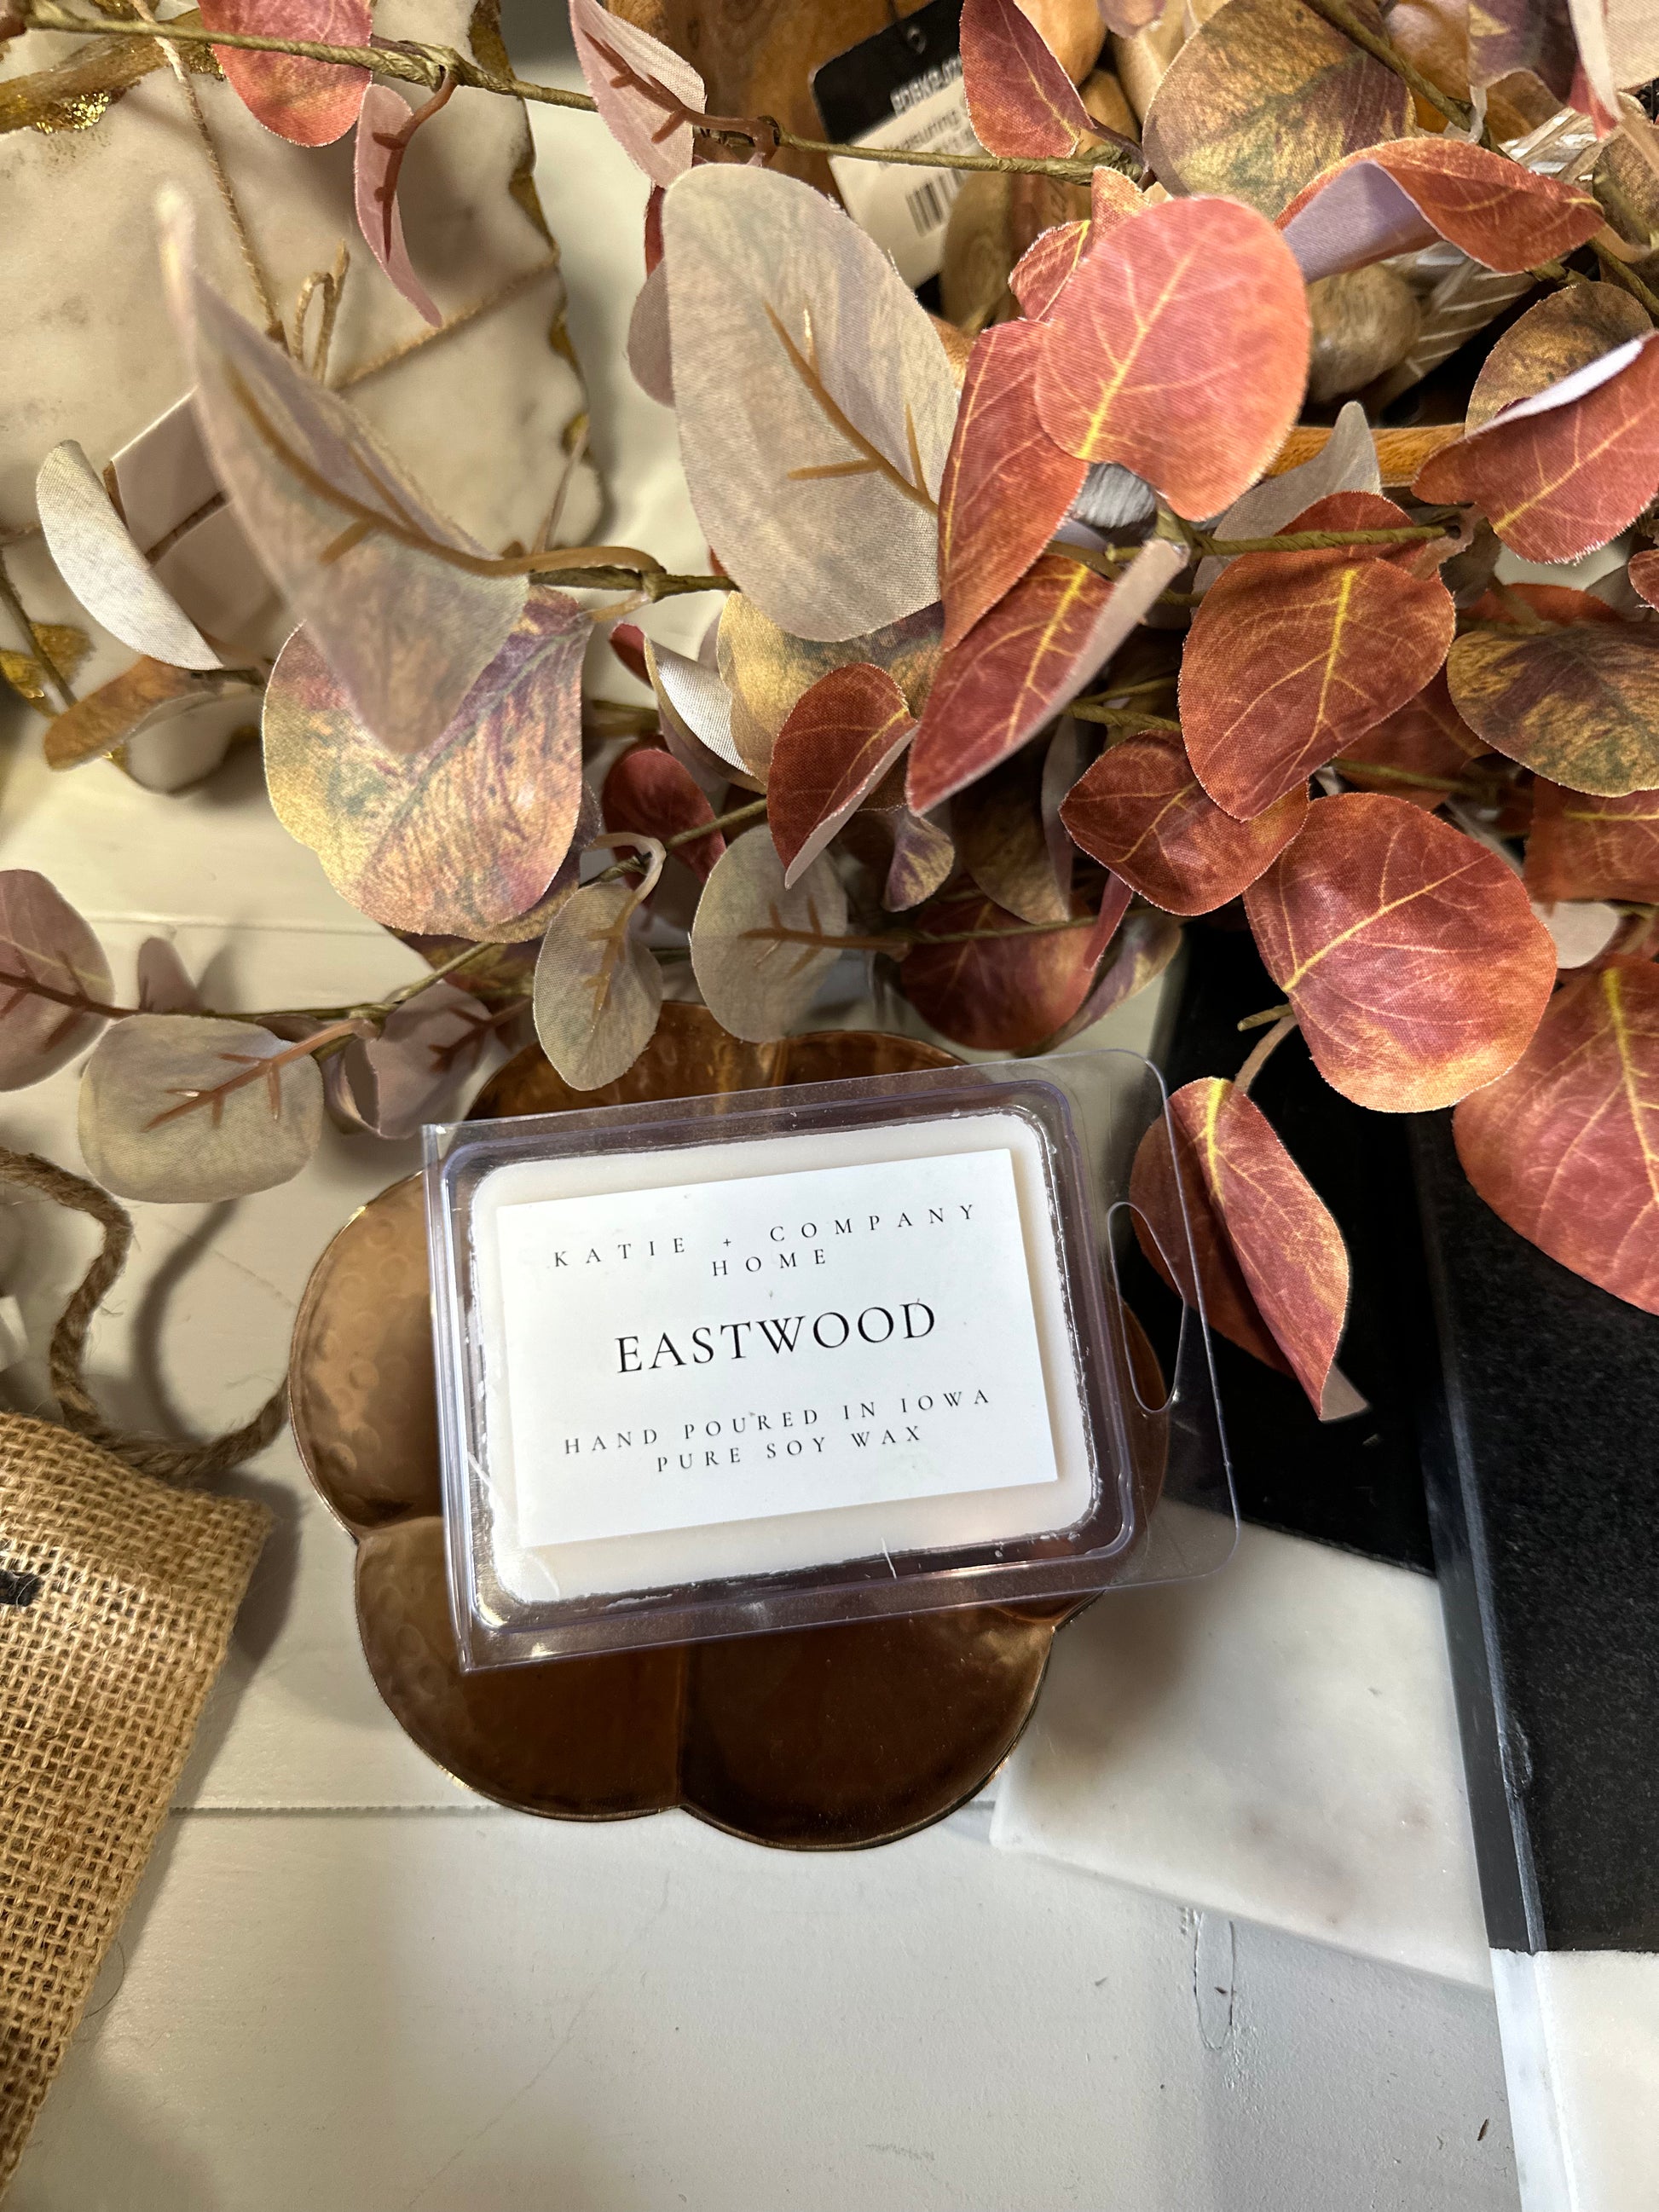 KATIE + COMPANY
HOME
EASTWOOD
HAND POURED IN IOWA
PURE SOY WAX